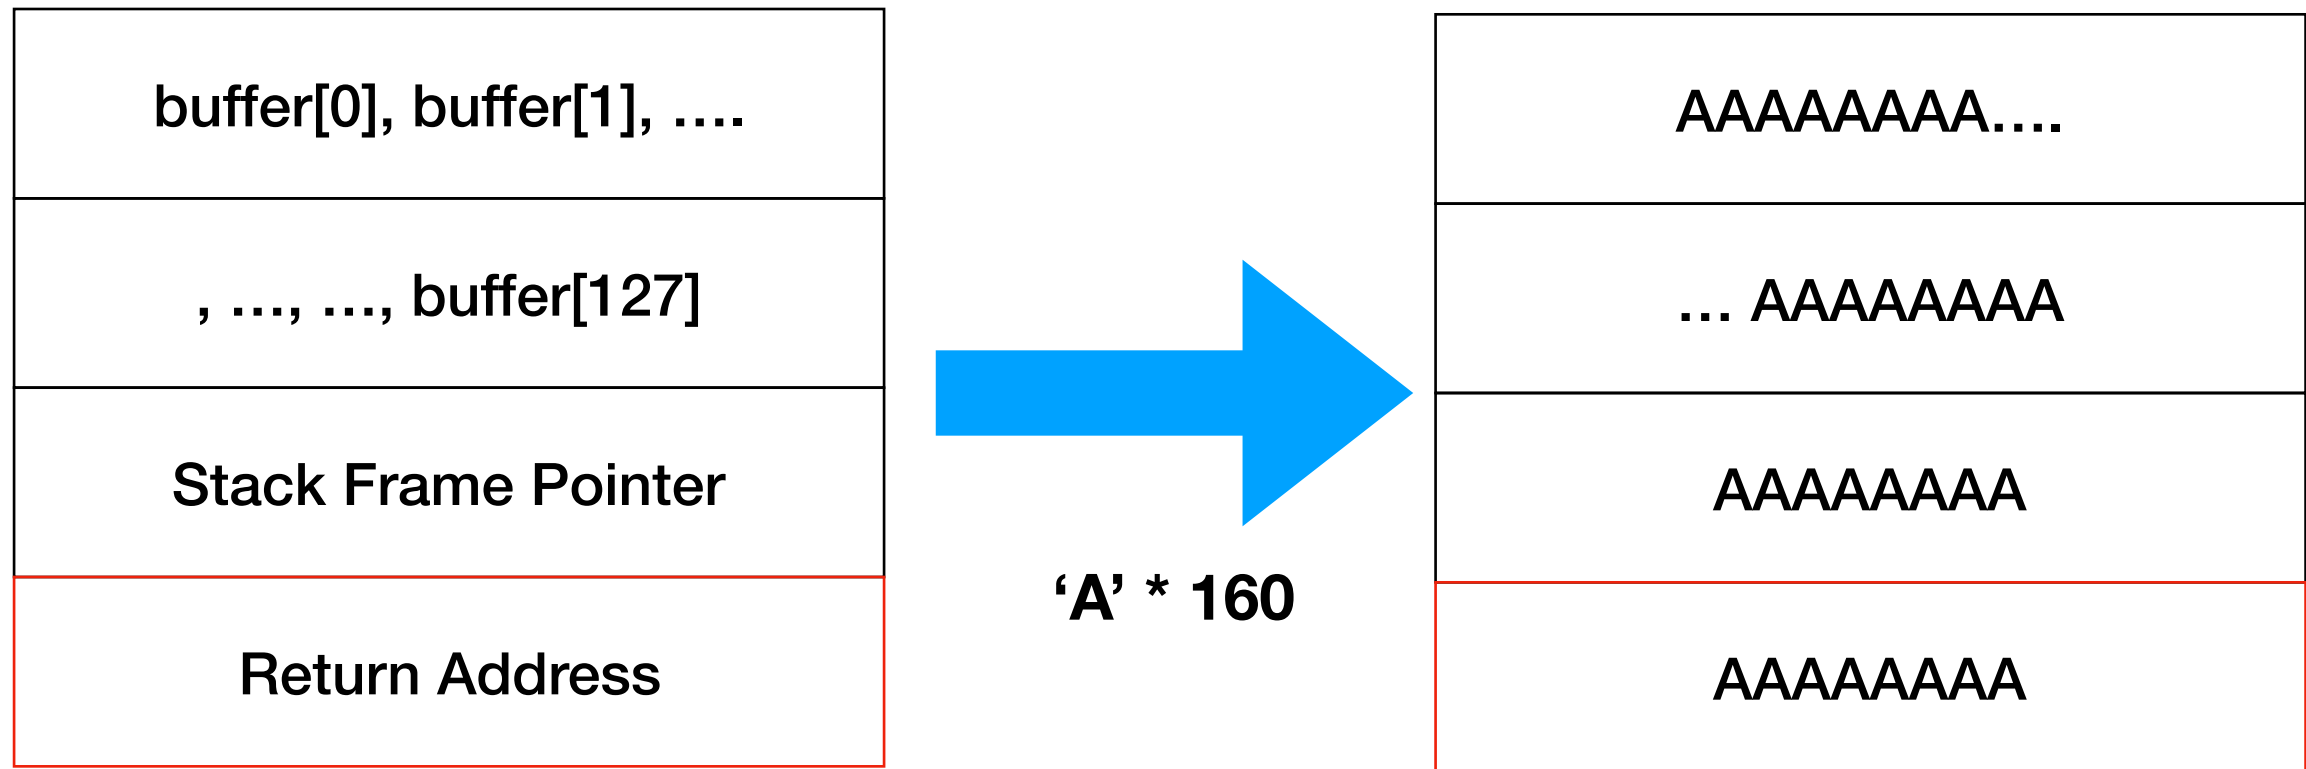 buffer[0], buffer[1], ….
, …, …, buffer[127]
Stack Frame Pointer
Return Address
‘A’ * 160
AAAAAAAA….
… AAAAAAAA
AAAAAAAA
AAAAAAAA